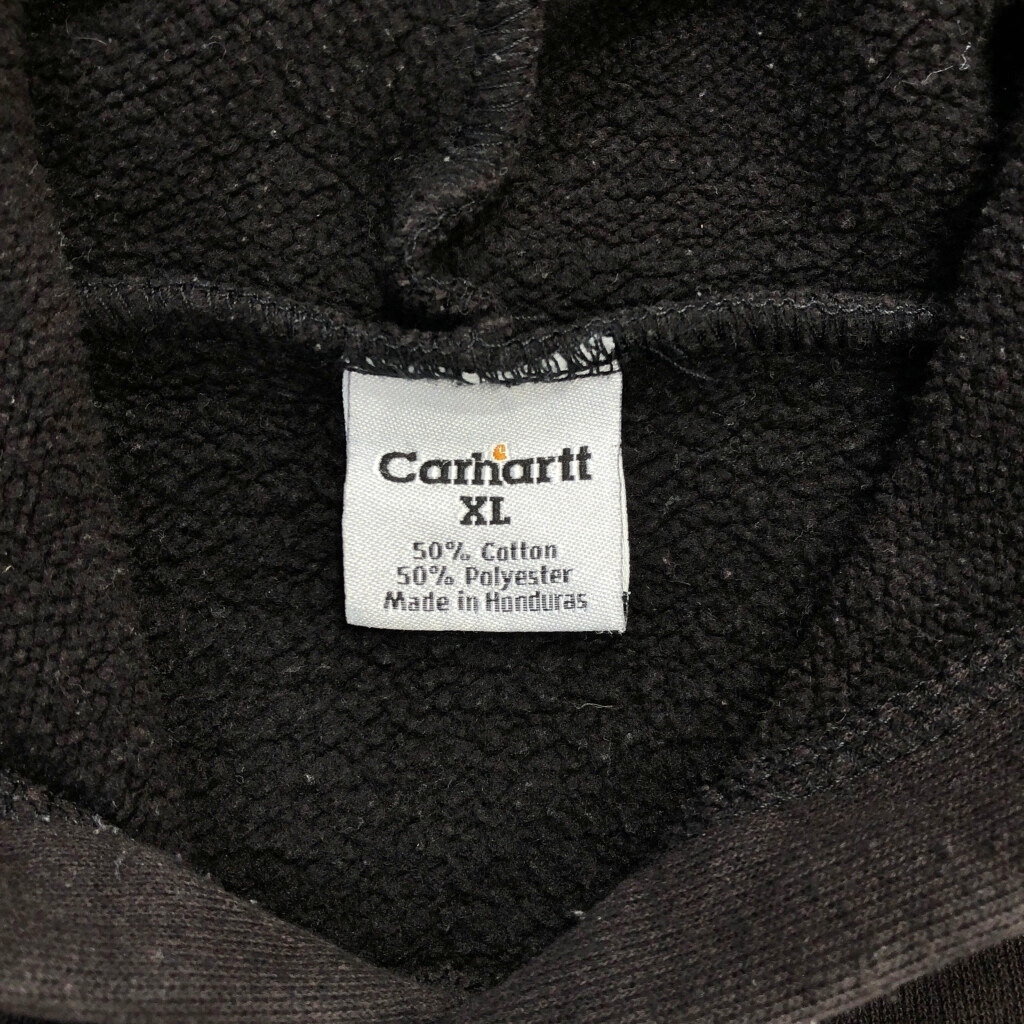 Carhartt
XL
50% Cotton
50% Polyester
Made in Honduras